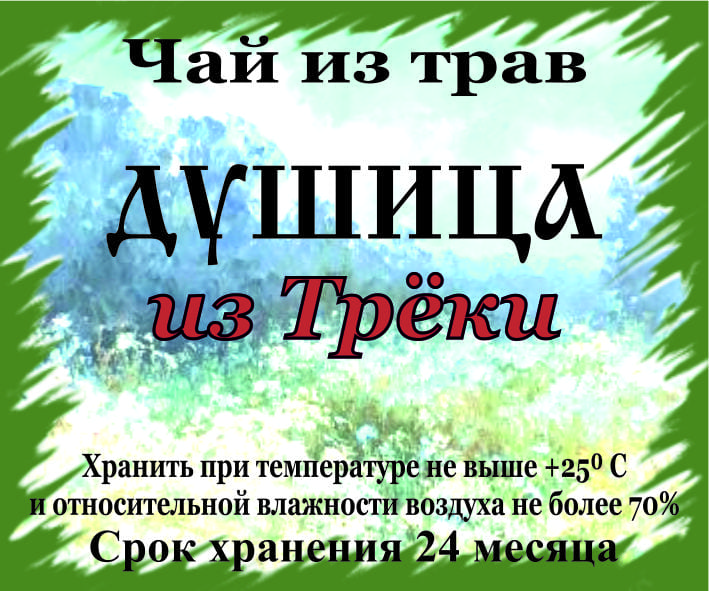 Чай из трав
ДУШИЦА
из Трёки
Хранить при температуре не выше +25⁰ С
и относительной влажности воздуха не более 70%
Срок хранения 24 месяца